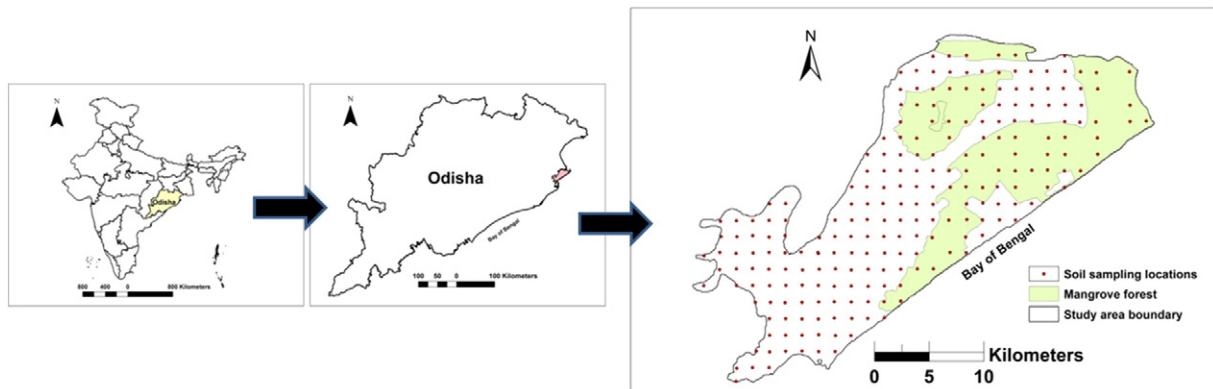 N
Odisha
800 400 0 800 Kilometers
N
Odisha
Bay of Bengal
100 50 0 100 Kilometers
N
Bay of Bengal
Soil sampling locations
Mangrove forest
Study area boundary
Kilometers
0 5 10